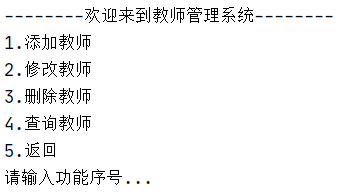 --------欢迎来到教师管理系统--------
1.添加教师
2.修改教师
3.删除教师
4.查询教师
5.返回
请输入功能序号...